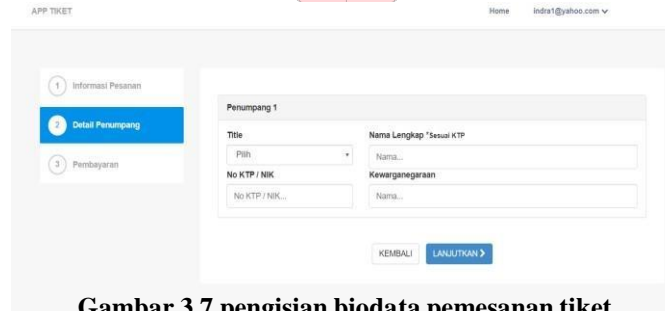 APP TIKET Home indra1@yahoo.com
1 Informasi Pesanan
2 Detail Penumpang
3 Pembayaran
Penumpang 1
Title Nama Lengkap *Sesuai KTP
Pilih Nama...
No KTP / NIK Kewarganegaraan
No KTP / NIK... Nama...
KEMBALI LANJUTKAN
Gambar 3.7 pengisian biodata pemesanan tiket